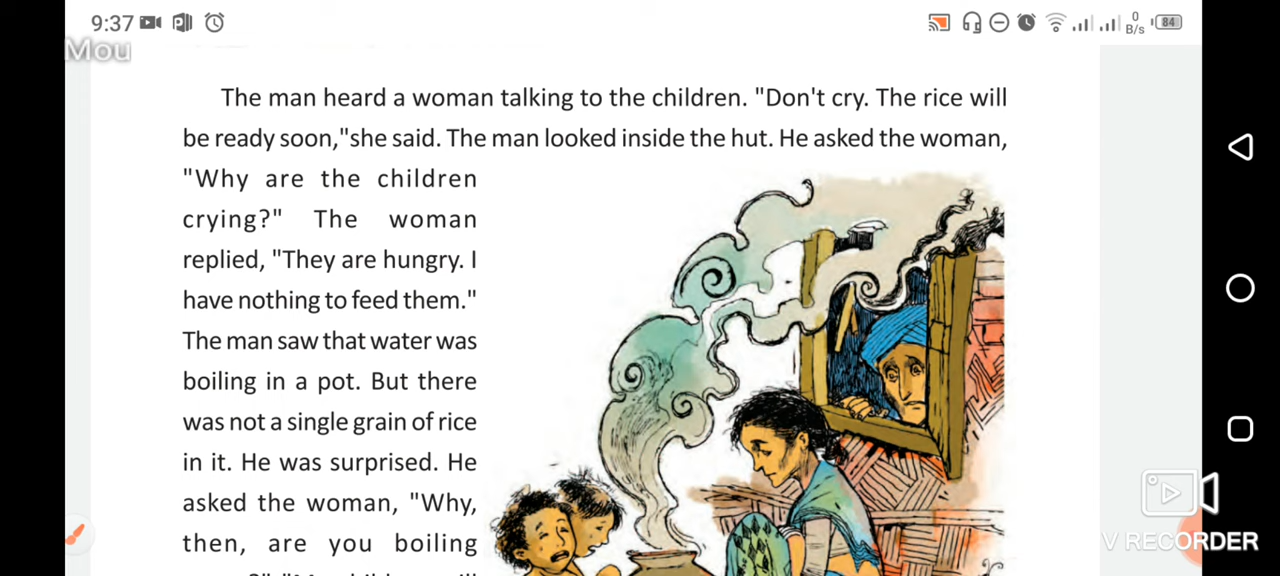 9:37
0
B/s
84
Mou
The man heard a woman talking to the children. "Don't cry. The rice will
be ready soon,"she said. The man looked inside the hut. He asked the woman,
"Why are the children
crying?" The woman
replied, "They are hungry. I
have nothing to feed them."
The man saw that water was
boiling in a pot. But there
was not a single grain of rice
in it. He was surprised. He
asked the woman, "Why,
then, are you boiling
V RECORDER